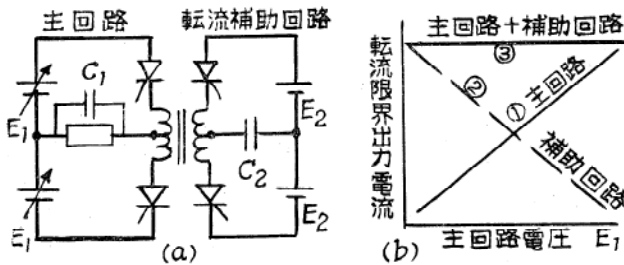 主回路
転流補助回路
C1
E1
E1
C2
E2
E2
(a)
転流限界出力電流
主回路+補助回路
③
②
①主回路
補助回路
主回路電圧 E1
(b)